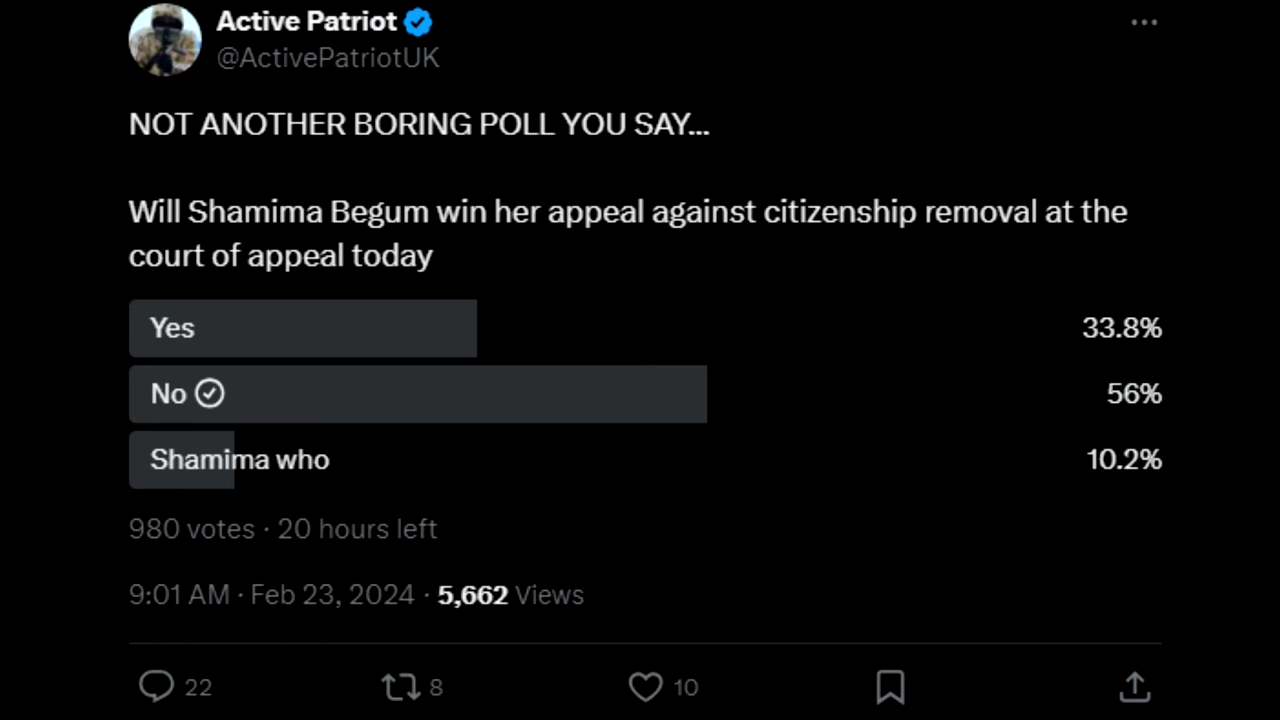 Active Patriot
@ActivePatriotUK
NOT ANOTHER BORING POLL YOU SAY...
Will Shamima Begum win her appeal against citizenship removal at the
court of appeal today
Yes 33.8%
No 56%
Shamima who 10.2%
980 votes · 20 hours left
9:01 AM · Feb 23, 2024 · 5,662 Views
22 8 10